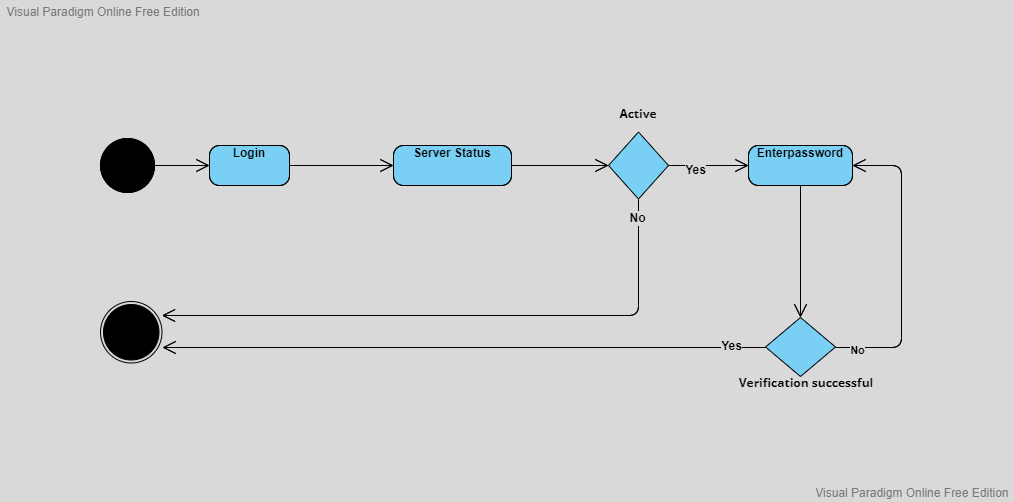 Visual Paradigm Online Free Edition
Active
Login
Server Status
Enterpassword
Yes
No
Yes
No
Verification successful
Visual Paradigm Online Free Edition